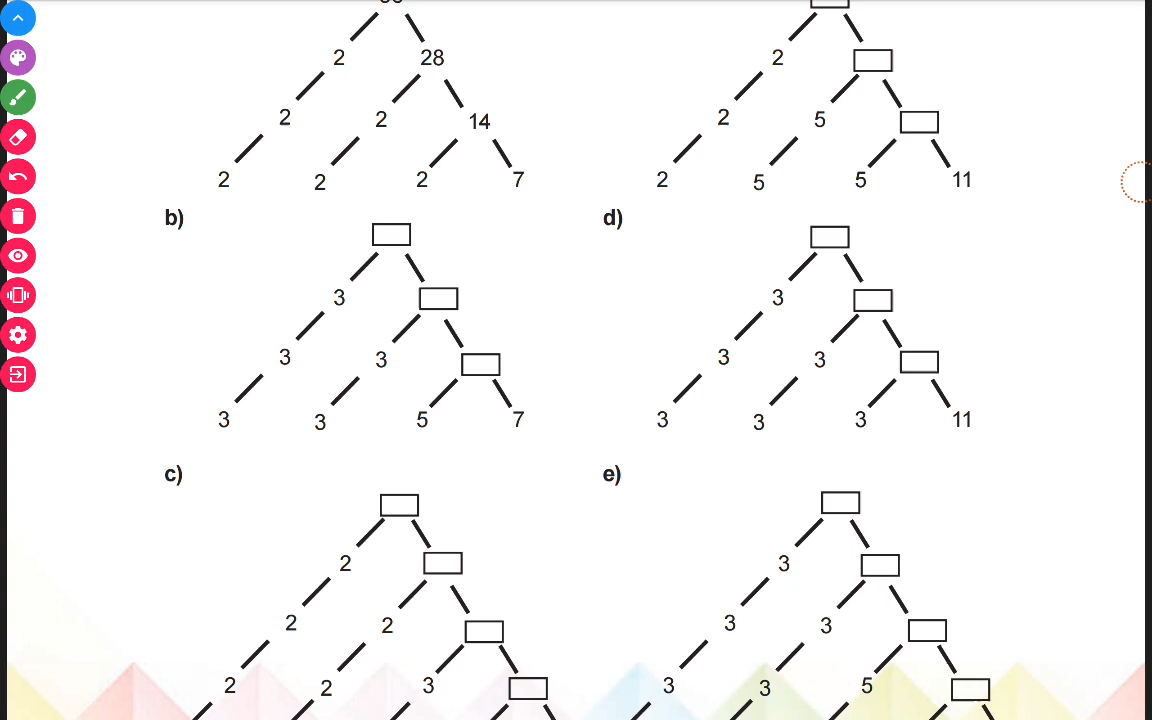 2 28
2 2 14
2 2 2 7
2
2 5
2 5 5 11
b)
3
3 3
3 3 5 7
d)
3
3 3
3 3 3 11
c)
2
2 2
2 2 3
e)
3
3 3
3 3 5